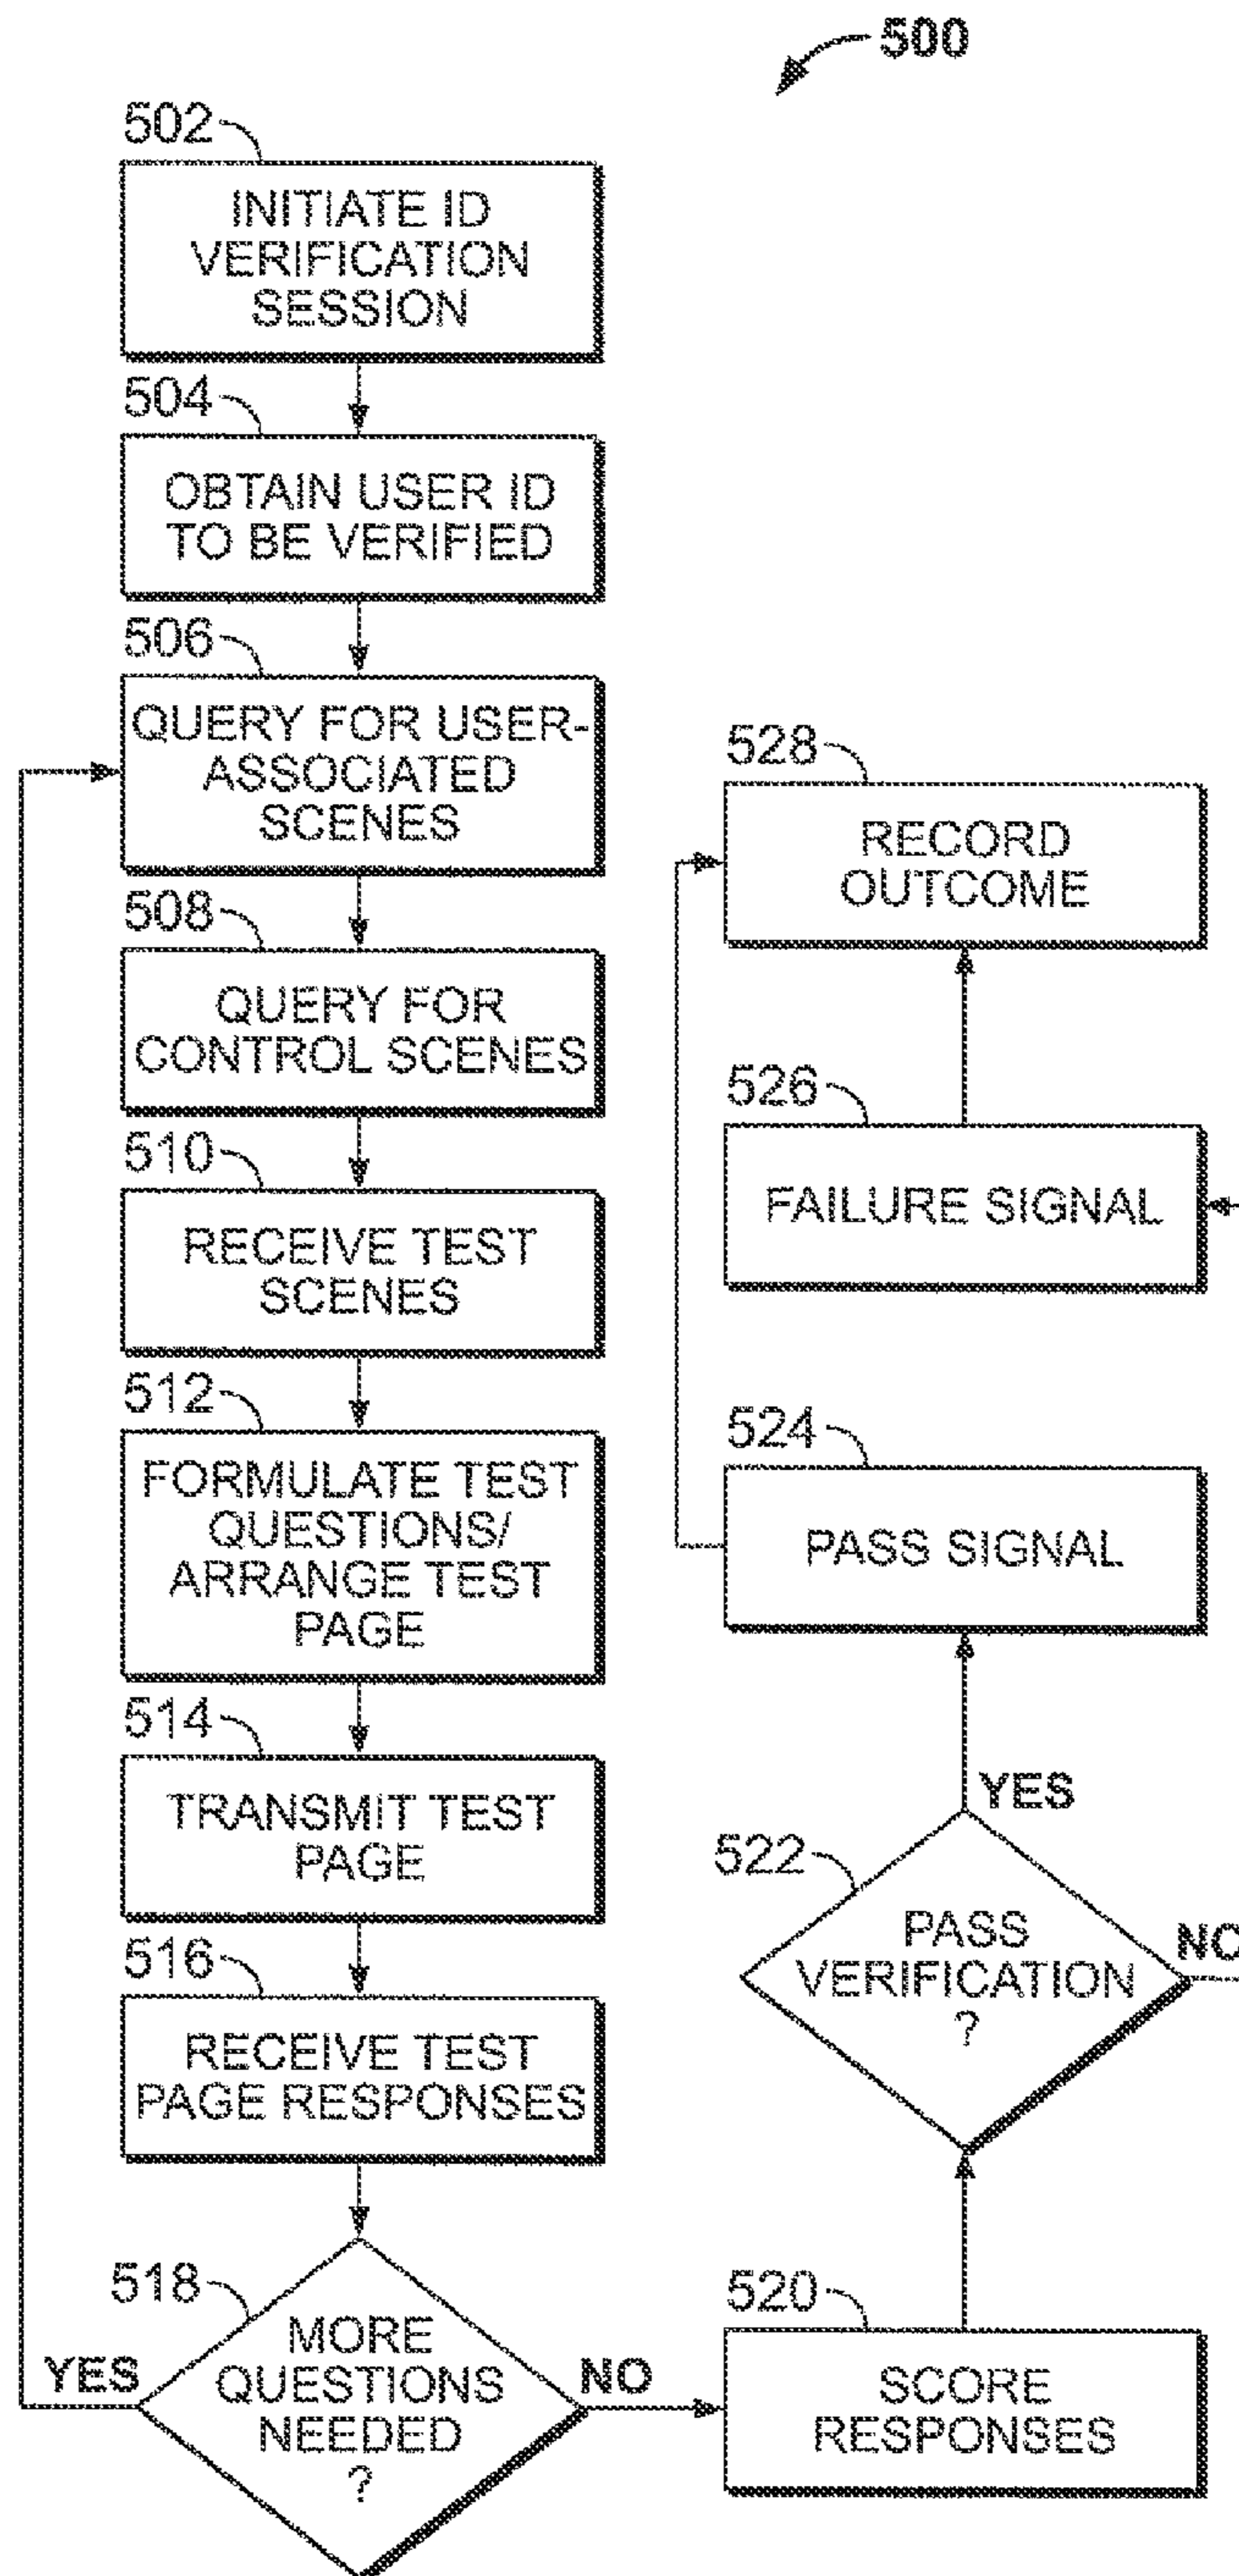 500
502
INITIATE ID
VERIFICATION
SESSION
504
OBTAIN USER ID
TO BE VERIFIED
506
QUERY FOR USER-
ASSOCIATED
SCENES
508
QUERY FOR
CONTROL SCENES
510
RECEIVE TEST
SCENES
512
FORMULATE TEST
QUESTIONS/
ARRANGE TEST
PAGE
514
TRANSMIT TEST
PAGE
516
RECEIVE TEST
PAGE RESPONSES
518
MORE
QUESTIONS
NEEDED
?
YES
NO
520
SCORE
RESPONSES
522
PASS
VERIFICATION
?
YES
NO
524
PASS SIGNAL
526
FAILURE SIGNAL
528
RECORD
OUTCOME